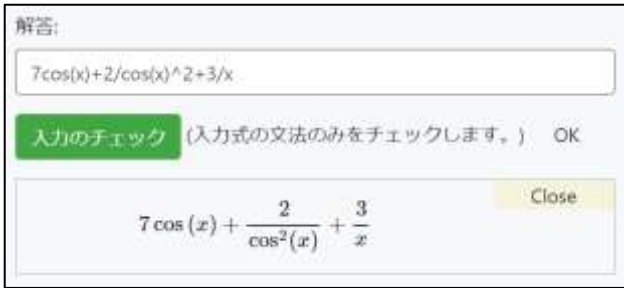 解答:
7cos(x)+2/cos(x)^2+3/x
入力のチェック (入力式の文法のみをチェックします。) OK
Close
7 cos (x) + 2/cos²(x) + 3/x